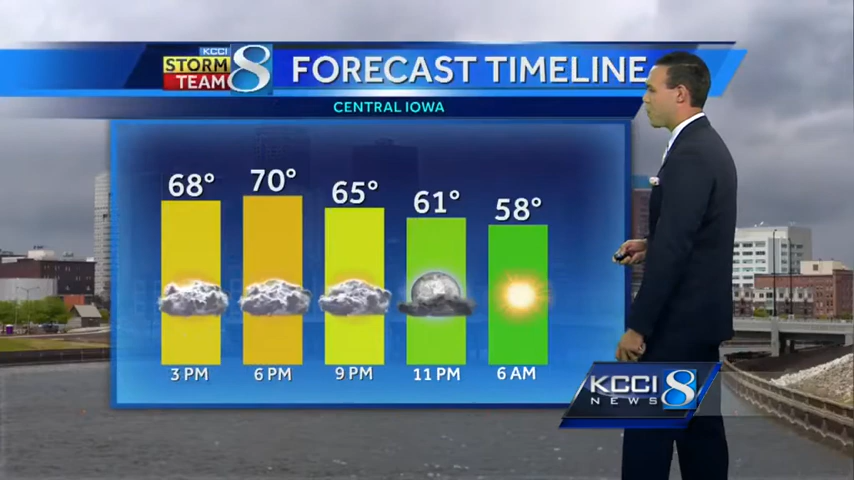 KCCI
STORM
TEAM 8
FORECAST TIMELINE
CENTRAL IOWA
68° 70° 65° 61° 58°
3 PM 6 PM 9 PM 11 PM 6 AM
KCCI 8
NEWS